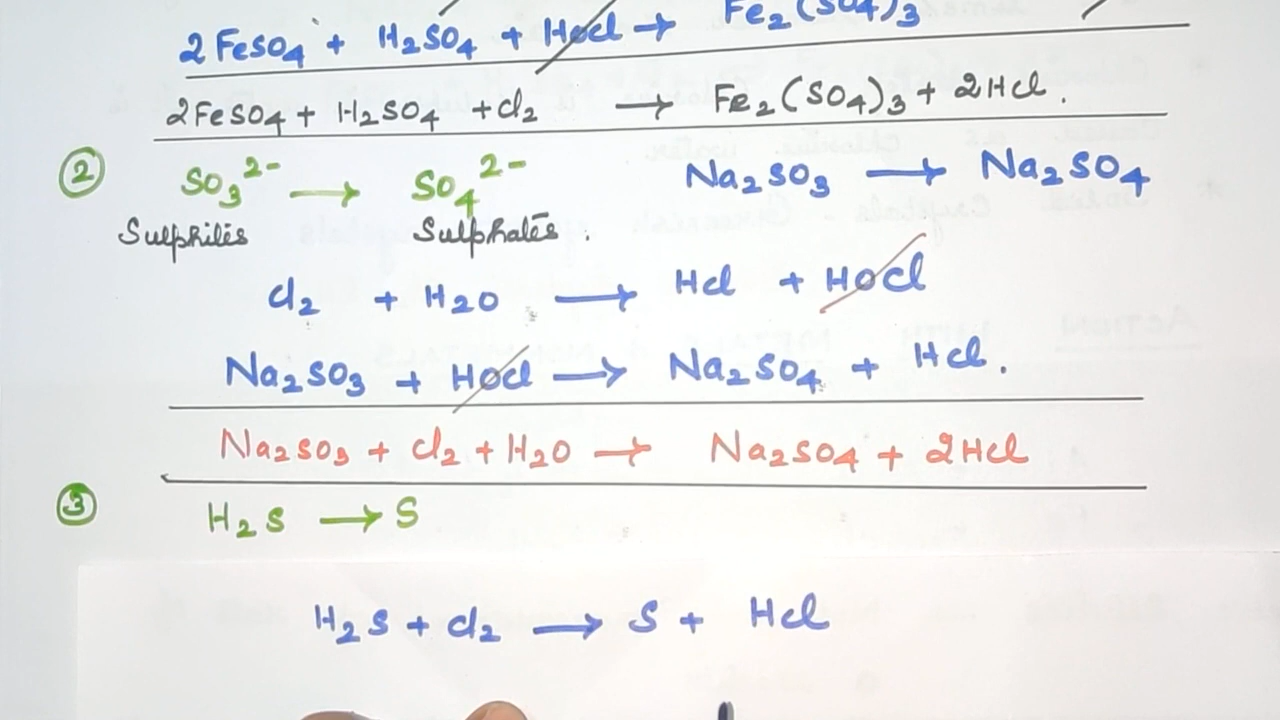 2FeSO4 + H2SO4 + HOCl → Fe2(SO4)3
2FeSO4 + H2SO4 + Cl2 → Fe2(SO4)3 + 2HCl.
② SO3^2- → SO4^2- Na2SO3 → Na2SO4
Sulphites Sulphates.
Cl2 + H2O → HCl + HOCl
Na2SO3 + HOCl → Na2SO4 + HCl.
Na2SO3 + Cl2 + H2O → Na2SO4 + 2HCl
③ H2S → S
H2S + Cl2 → S + HCl